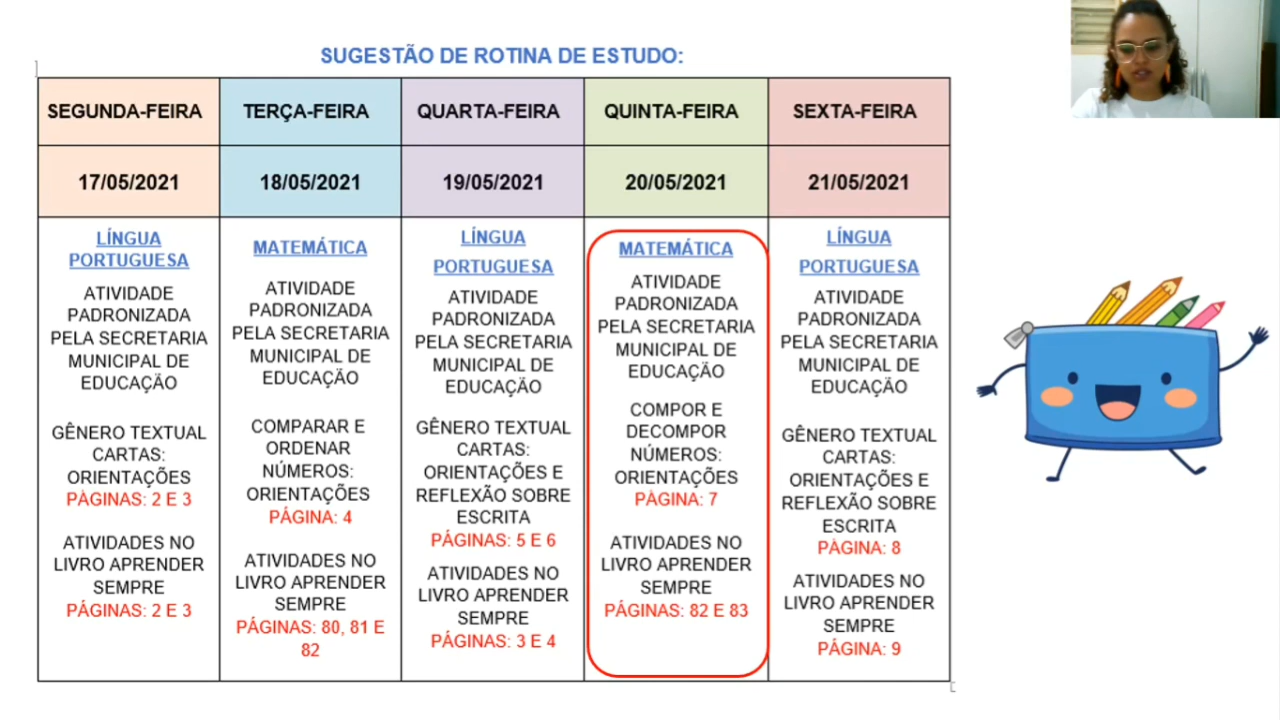 SUGESTÃO DE ROTINA DE ESTUDO:
SEGUNDA-FEIRA
TERÇA-FEIRA
QUARTA-FEIRA
QUINTA-FEIRA
SEXTA-FEIRA
17/05/2021
18/05/2021
19/05/2021
20/05/2021
21/05/2021
LÍNGUA
PORTUGUESA
ATIVIDADE
PADRONIZADA
PELA SECRETARIA
MUNICIPAL DE
EDUCAÇÄO
GÊNERO TEXTUAL
CARTAS:
ORIENTAÇÕES
PÁGINAS: 2 E 3
ATIVIDADES NO
LIVRO APRENDER
SEMPRE
PÁGINAS: 2 E 3
MATEMÁTICA
ATIVIDADE
PADRONIZADA
PELA SECRETARIA
MUNICIPAL DE
EDUCAÇÄO
COMPARAR E
ORDENAR
NÚMEROS:
ORIENTAÇÕES
PÁGINA: 4
ATIVIDADES NO
LIVRO APRENDER
SEMPRE
PÁGINAS: 80, 81 E
82
LÍNGUA
PORTUGUESA
ATIVIDADE
PADRONIZADA
PELA SECRETARIA
MUNICIPAL DE
EDUCAÇÄO
GÊNERO TEXTUAL
CARTAS:
ORIENTAÇÕES E
REFLEXÃO SOBRE
ESCRITA
PÁGINAS: 5 E 6
ATIVIDADES NO
LIVRO APRENDER
SEMPRE
PÁGINAS: 3 E 4
MATEMÁTICA
ATIVIDADE
PADRONIZADA
PELA SECRETARIA
MUNICIPAL DE
EDUCAÇÄO
COMPOR E
DECOMPOR
NÚMEROS:
ORIENTAÇÕES
PÀGINA: 7
ATIVIDADES NO
LIVRO APRENDER
SEMPRE
PÁGINAS: 82 E 83
LÍNGUA
PORTUGUESA
ATIVIDADE
PADRONIZADA
PELA SECRETARIA
MUNICIPAL DE
EDUCAÇÄO
GÊNERO TEXTUAL
CARTAS:
ORIENTAÇÕES E
REFLEXÃO SOBRE
ESCRITA
PÁGINA: 8
ATIVIDADES NO
LIVRO APRENDER
SEMPRE
PÁGINA: 9